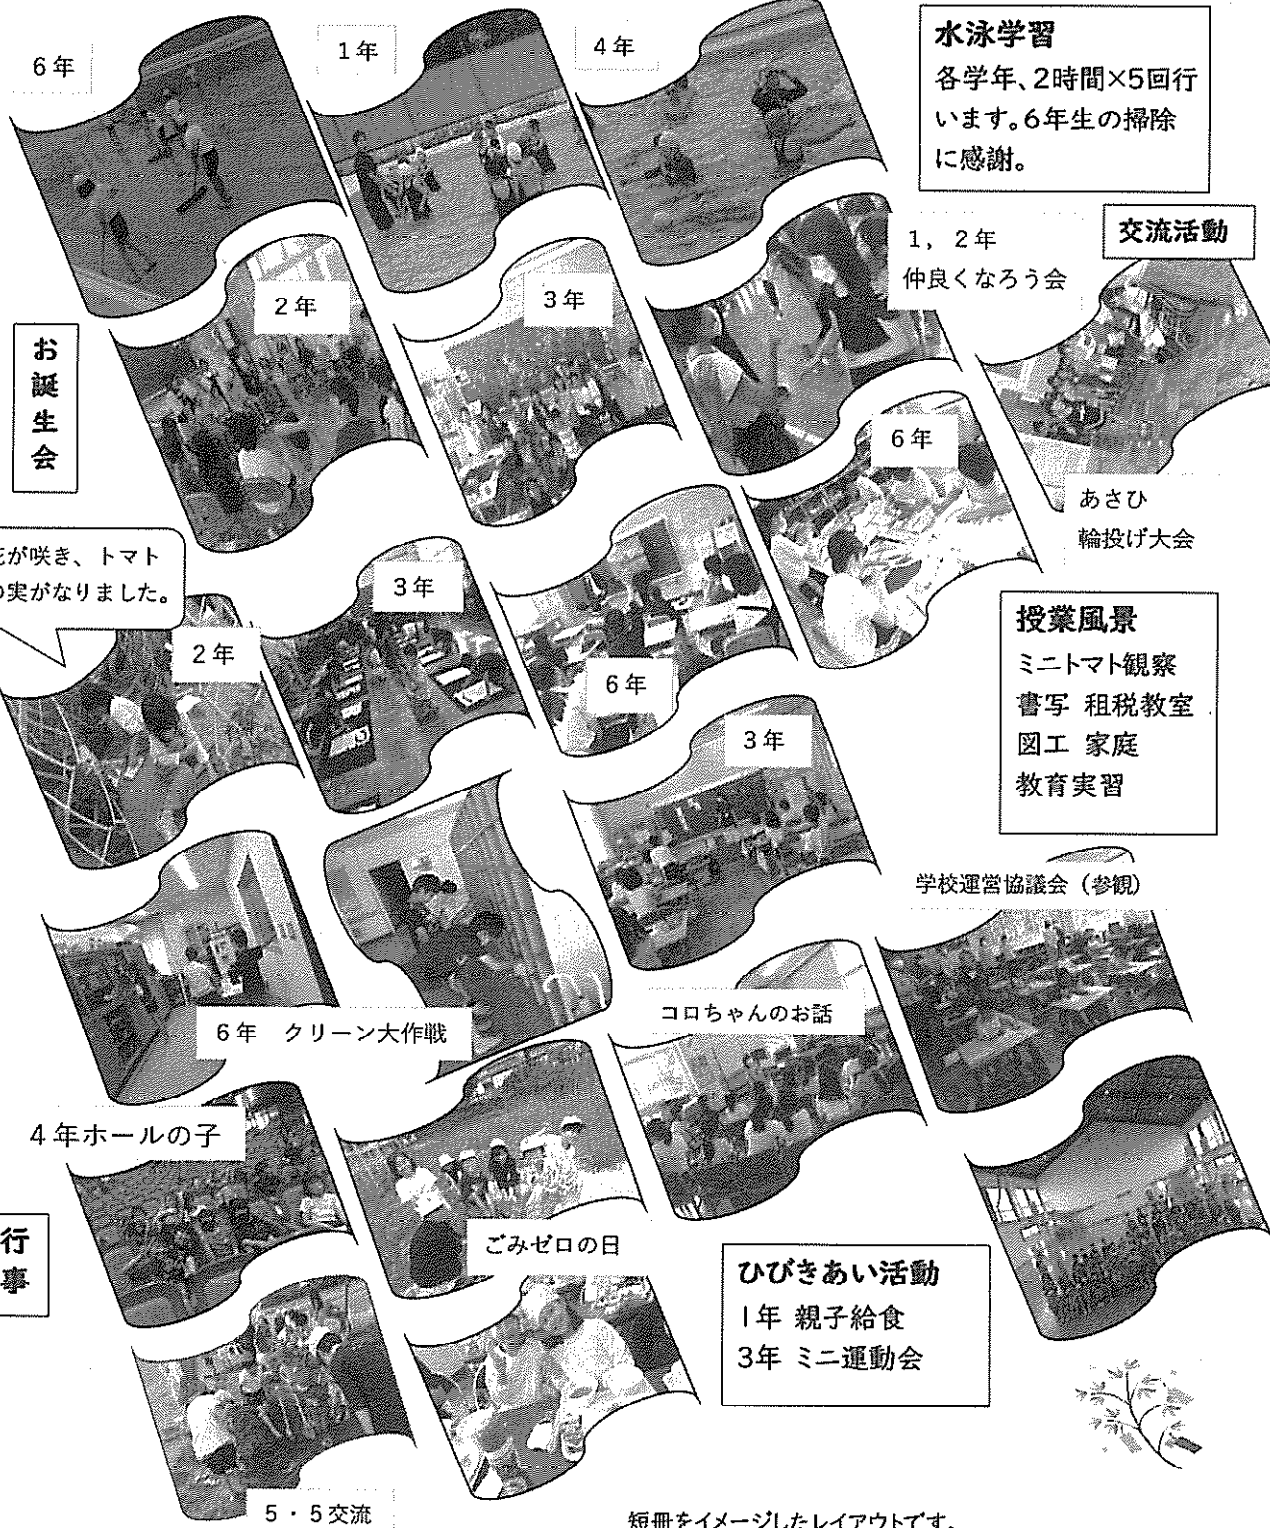 6年
1年
4年
水泳学習
各学年、2時間×5回行
います。6年生の掃除
に感謝。
交流活動
1，2年
仲良くなろう会
2年
3年
お誕生会
6年
あさひ
輪投げ大会
が咲き、トマト
実がなりました。
3年
2年
6年
授業風景
ミニトマト観察
書写 租税教室
図工 家庭
教育実習
3年
学校運営協議会（参観）
コロちゃんのお話
6年　クリーン大作戦
4年ホールの子
行事
ごみゼロの日
ひびきあい活動
1年 親子給食
3年 ミニ運動会
5・5交流
短冊をイメージしたレイアウトです。